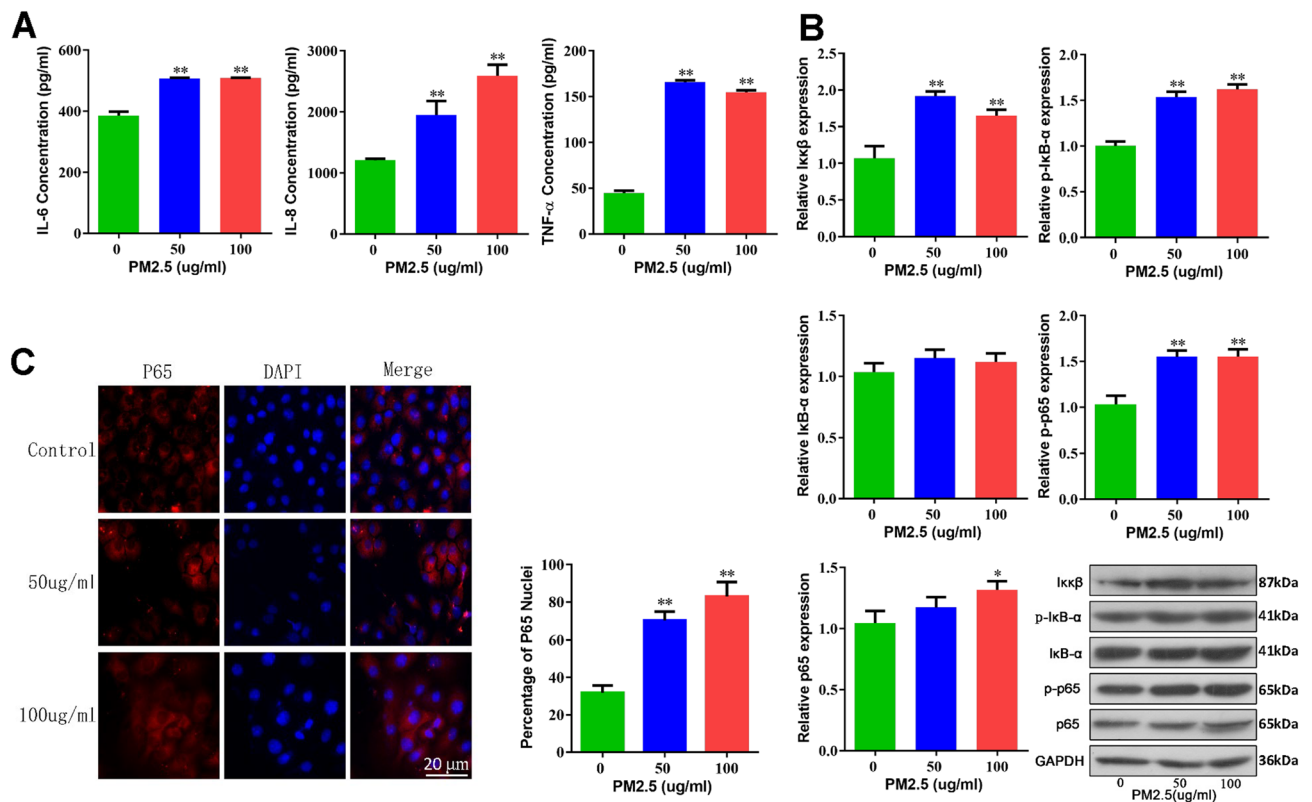 A
IL-6 Concentration (pg/ml)
600
400
200
0
** **
0 50 100
PM2.5 (ug/ml)
IL-8 Concentration (pg/ml)
3000
2000
1000
0
** **
0 50 100
PM2.5 (ug/ml)
TNF-α Concentration (pg/ml)
200
150
100
50
0
** **
0 50 100
PM2.5 (ug/ml)
B
Relative Iκκβ expression
2.5
2.0
1.5
1.0
0.5
0.0
** **
0 50 100
PM2.5 (ug/ml)
Relative p-IκB-α expression
2.0
1.5
1.0
0.5
0.0
** **
0 50 100
PM2.5 (ug/ml)
Relative IκB-α expression
1.5
1.0
0.5
0.0
0 50 100
PM2.5 (ug/ml)
Relative p-p65 expression
2.0
1.5
1.0
0.5
0.0
** **
0 50 100
PM2.5 (ug/ml)
Relative p65 expression
1.5
1.0
0.5
0.0
*
0 50 100
PM2.5 (ug/ml)
Iκκβ 87kDa
p-IκB-α 41kDa
IκB-α 41kDa
p-p65 65kDa
p65 65kDa
GAPDH 36kDa
0 50 100
PM2.5(ug/ml)
C
P65 DAPI Merge
Control
50ug/ml
100ug/ml
20 μm
Percentage of P65 Nuclei
100
80
60
40
20
0
** **
0 50 100
PM2.5 (ug/ml)